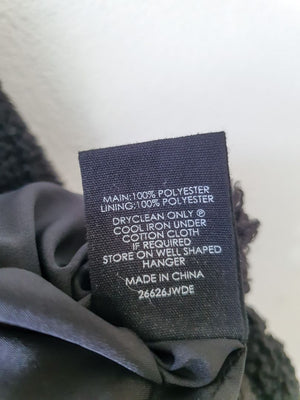 MAIN:100% POLYESTER
LINING:100% POLYESTER
DRYCLEAN ONLY Ⓟ
COOL IRON UNDER
COTTON CLOTH
IF REQUIRED
STORE ON WELL SHAPED
HANGER
MADE IN CHINA
26626JWDE